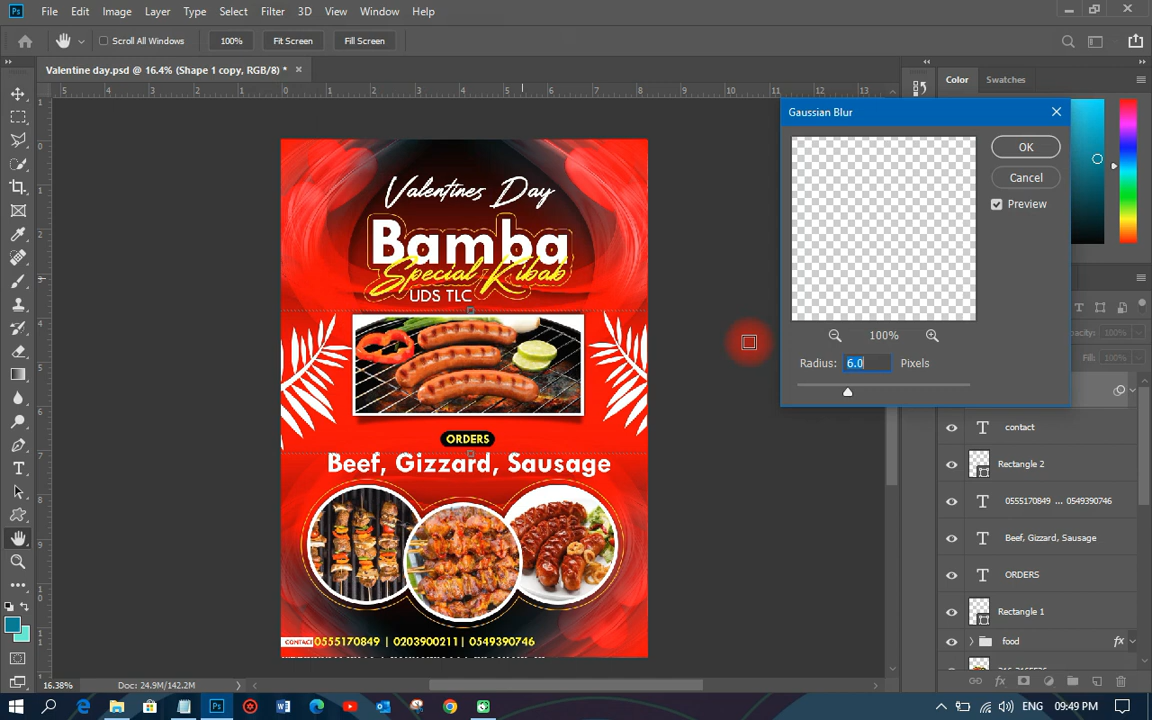 File Edit Image Layer Type Select Filter 3D View Window Help
Scroll All Windows 100% Fit Screen Fill Screen
Valentine day.psd @ 16.4% (Shape 1 copy, RGB/8) *
Color Swatches
Gaussian Blur
OK
Cancel
Preview
100%
Radius: 6.0 Pixels
Valentines Day
Bamba
Special Kibab
UDS TLC
ORDERS
Beef, Gizzard, Sausage
CONTACT 0555170849 | 0203900211 | 0549390746
Fill:
contact
Rectangle 2
0555170849 ... 0549390746
Beef, Gizzard, Sausage
ORDERS
Rectangle 1
food
16.38% Doc: 24.9M/142.2M
ENG 09:49 PM